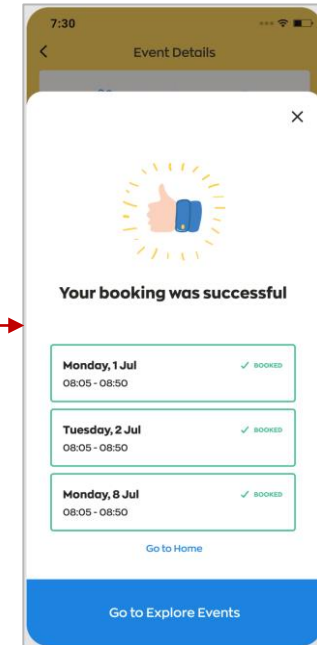 7:30
Event Details
Your booking was successful
Monday, 1 Jul
✓ BOOKED
08:05 - 08:50
Tuesday, 2 Jul
✓ BOOKED
08:05 - 08:50
Monday, 8 Jul
✓ BOOKED
08:05 - 08:50
Go to Home
Go to Explore Events